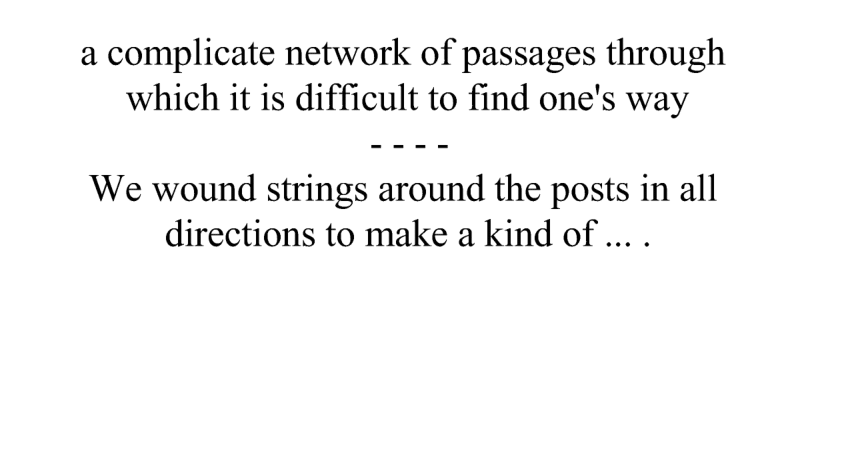 a complicate network of passages through
which it is difficult to find one's way
- - - -
We wound strings around the posts in all
directions to make a kind of ... .